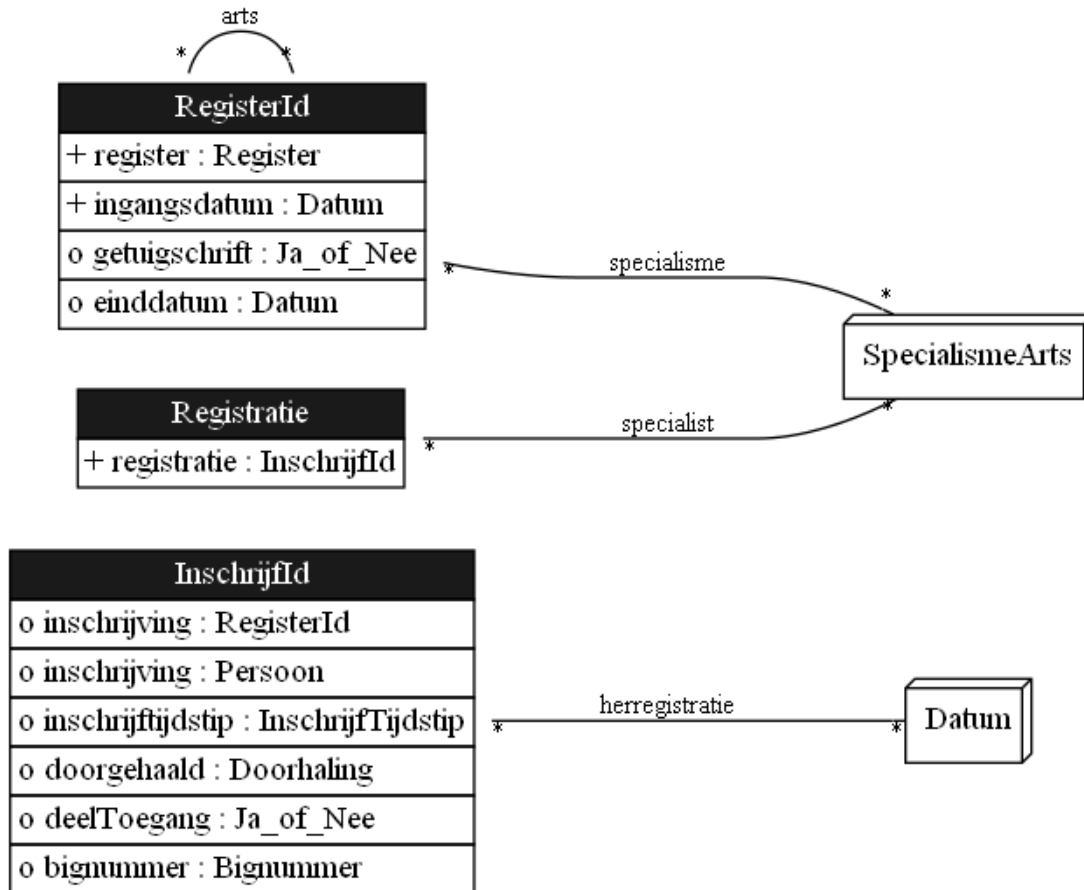 arts
* *
RegisterId
+ register : Register
+ ingangsdatum : Datum
o getuigschrift : Ja_of_Nee
o einddatum : Datum
* specialisme *
SpecialismeArts
Registratie
+ registratie : InschrijfId
* specialist *
InschrijfId
o inschrijving : RegisterId
o inschrijving : Persoon
o inschrijftijdstip : InschrijfTijdstip
o doorgehaald : Doorhaling
o deelToegang : Ja_of_Nee
o bignummer : Bignummer
* herregistratie *
Datum